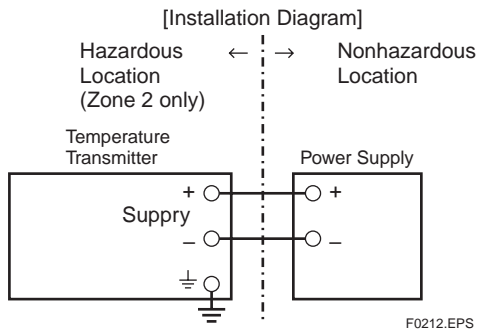 [Installation Diagram]
Hazardous ← → Nonhazardous
Location Location
(Zone 2 only)
Temperature
Transmitter Power Supply
+ +
Suppry
– –
F0212.EPS